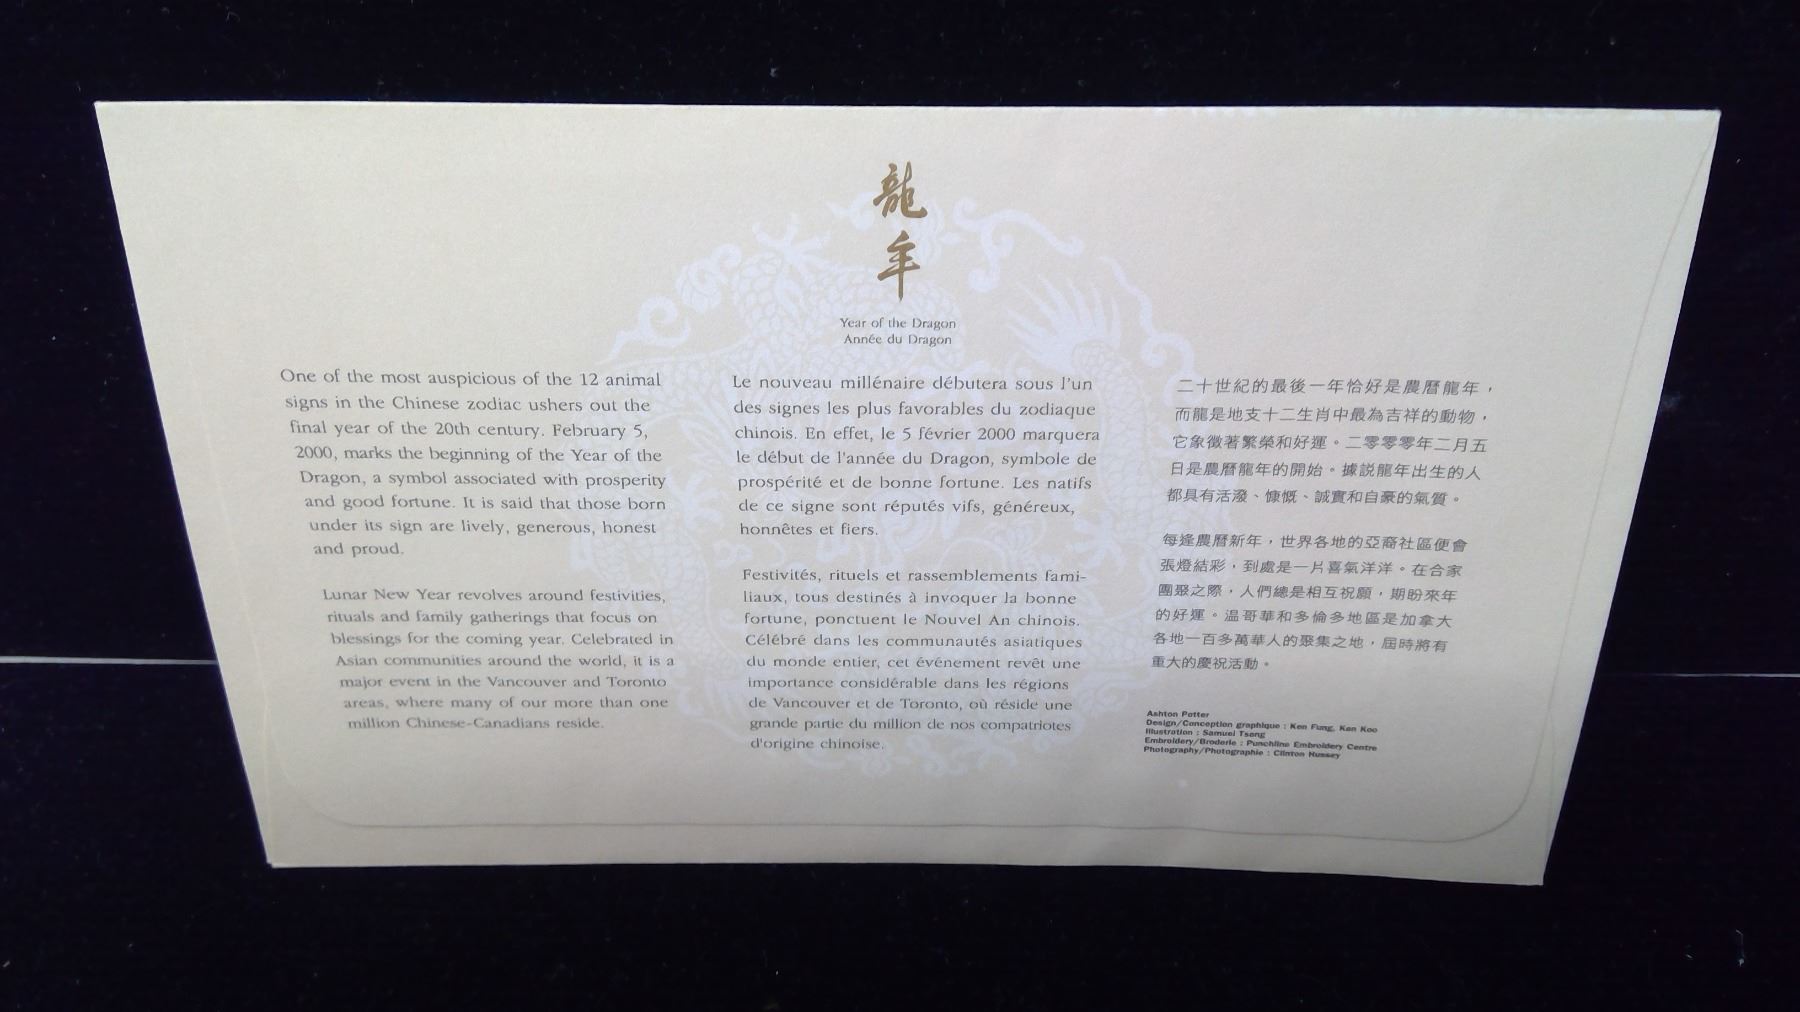 龍
年
Year of the Dragon
Année du Dragon
One of the most auspicious of the 12 animal
signs in the Chinese zodiac ushers out the
final year of the 20th century. February 5,
2000, marks the beginning of the Year of the
Dragon, a symbol associated with prosperity
and good fortune. It is said that those born
under its sign are lively, generous, honest
and proud.
Lunar New Year revolves around festivities,
rituals and family gatherings that focus on
blessings for the coming year. Celebrated in
Asian communities around the world, it is a
major event in the Vancouver and Toronto
areas, where many of our more than one
million Chinese-Canadians reside.
Le nouveau millénaire débutera sous l'un
des signes les plus favorables du zodiaque
chinois. En effet, le 5 février 2000 marquera
le début de l'année du Dragon, symbole de
prospérité et de bonne fortune. Les natifs
de ce signe sont réputés vifs, généreux,
honnêtes et fiers.
Festivités, rituels et rassemblements fami-
liaux, tous destinés à invoquer la bonne
fortune, ponctuent le Nouvel An chinois.
Célébré dans les communautés asiatiques
du monde entier, cet événement revêt une
importance considérable dans les régions
de Vancouver et de Toronto, où réside une
grande partie du million de nos compatriotes
d'origine chinoise.
二十世紀的最後一年恰好是農曆龍年，
而龍是地支十二生肖中最為吉祥的動物，
它象徵著繁榮和好運。二零零零年二月五
日是農曆龍年的開始。據説龍年出生的人
都具有活潑、慷慨、誠實和自豪的氣質。
每逢農曆新年，世界各地的亞裔社區便會
張燈結彩，到處是一片喜氣洋洋。在合家
團聚之際，人們總是相互祝願，期盼來年
的好運。温哥華和多倫多地區是加拿大
各地一百多萬華人的聚集之地，屆時將有
重大的慶祝活動。
Ashton Potter
Design/Conception graphique : Ken Fung, Ken Koo
Illustration : Samuel Tsang
Embroidery/Broderie : Punchline Embroidery Centre
Photography/Photographie : Clinton Hussey